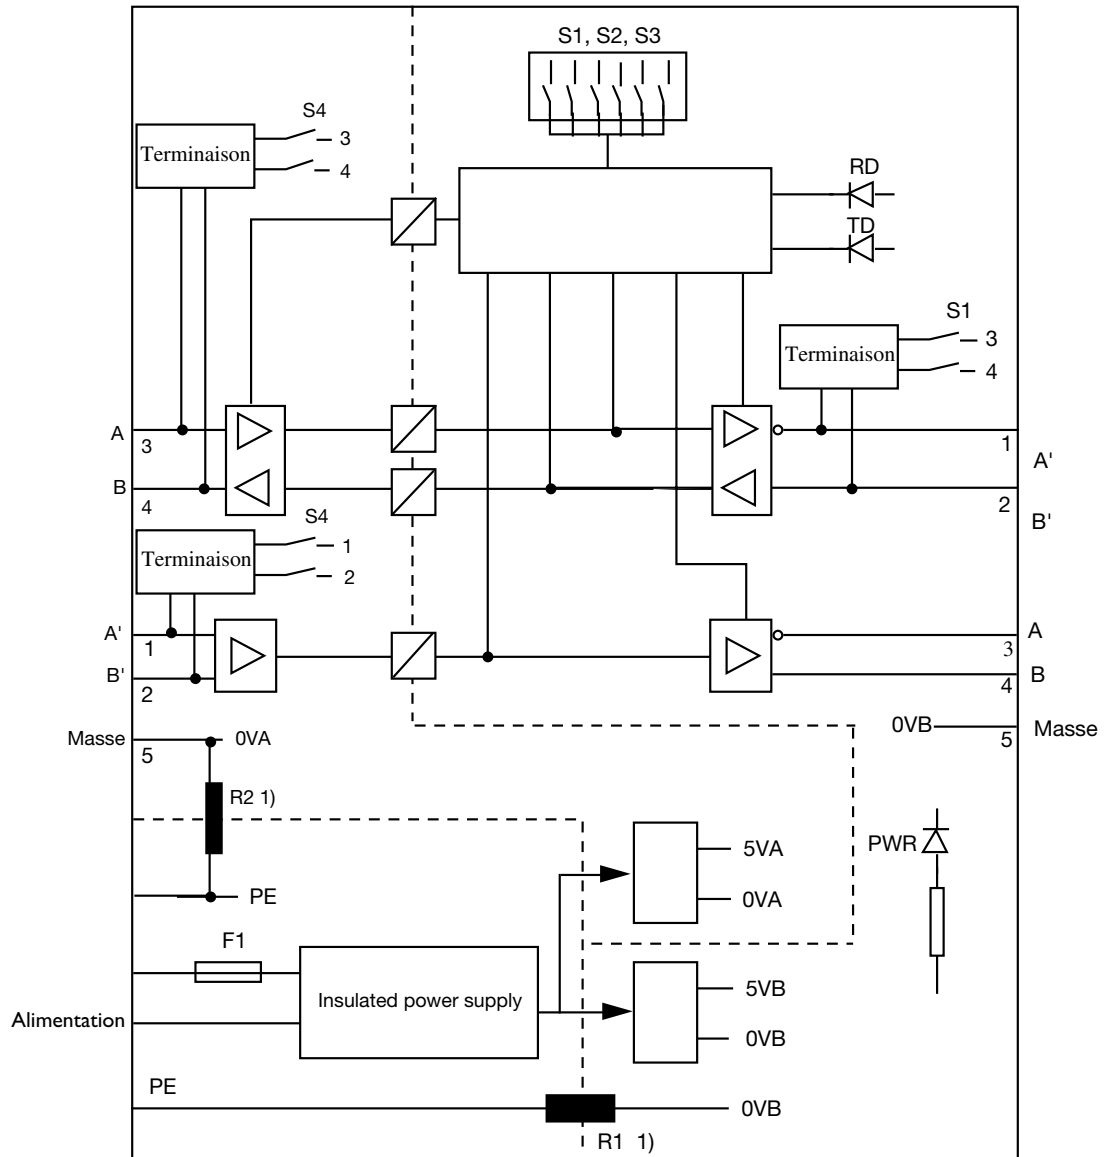 S1, S2, S3
S4
3
Terminaison
4
RD
TD
S1
3
Terminaison
4
A
3
1
A'
B
4
2
B'
S4
1
Terminaison
2
A'
1
A
3
B'
2
B
4
Masse
5
0VA
0VB
5
Masse
R2 1)
PWR
5VA
0VA
PE
F1
Insulated power supply
5VB
Alimentation
0VB
PE
0VB
R1 1)